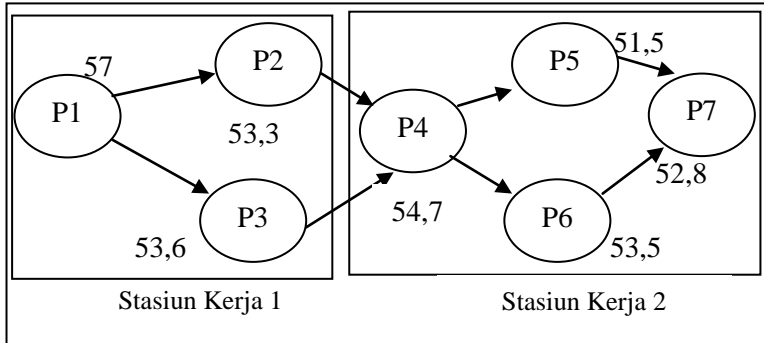 57
P1
P2
53,3
P3
53,6
P4
54,7
P5
51,5
P6
53,5
P7
52,8
Stasiun Kerja 1
Stasiun Kerja 2